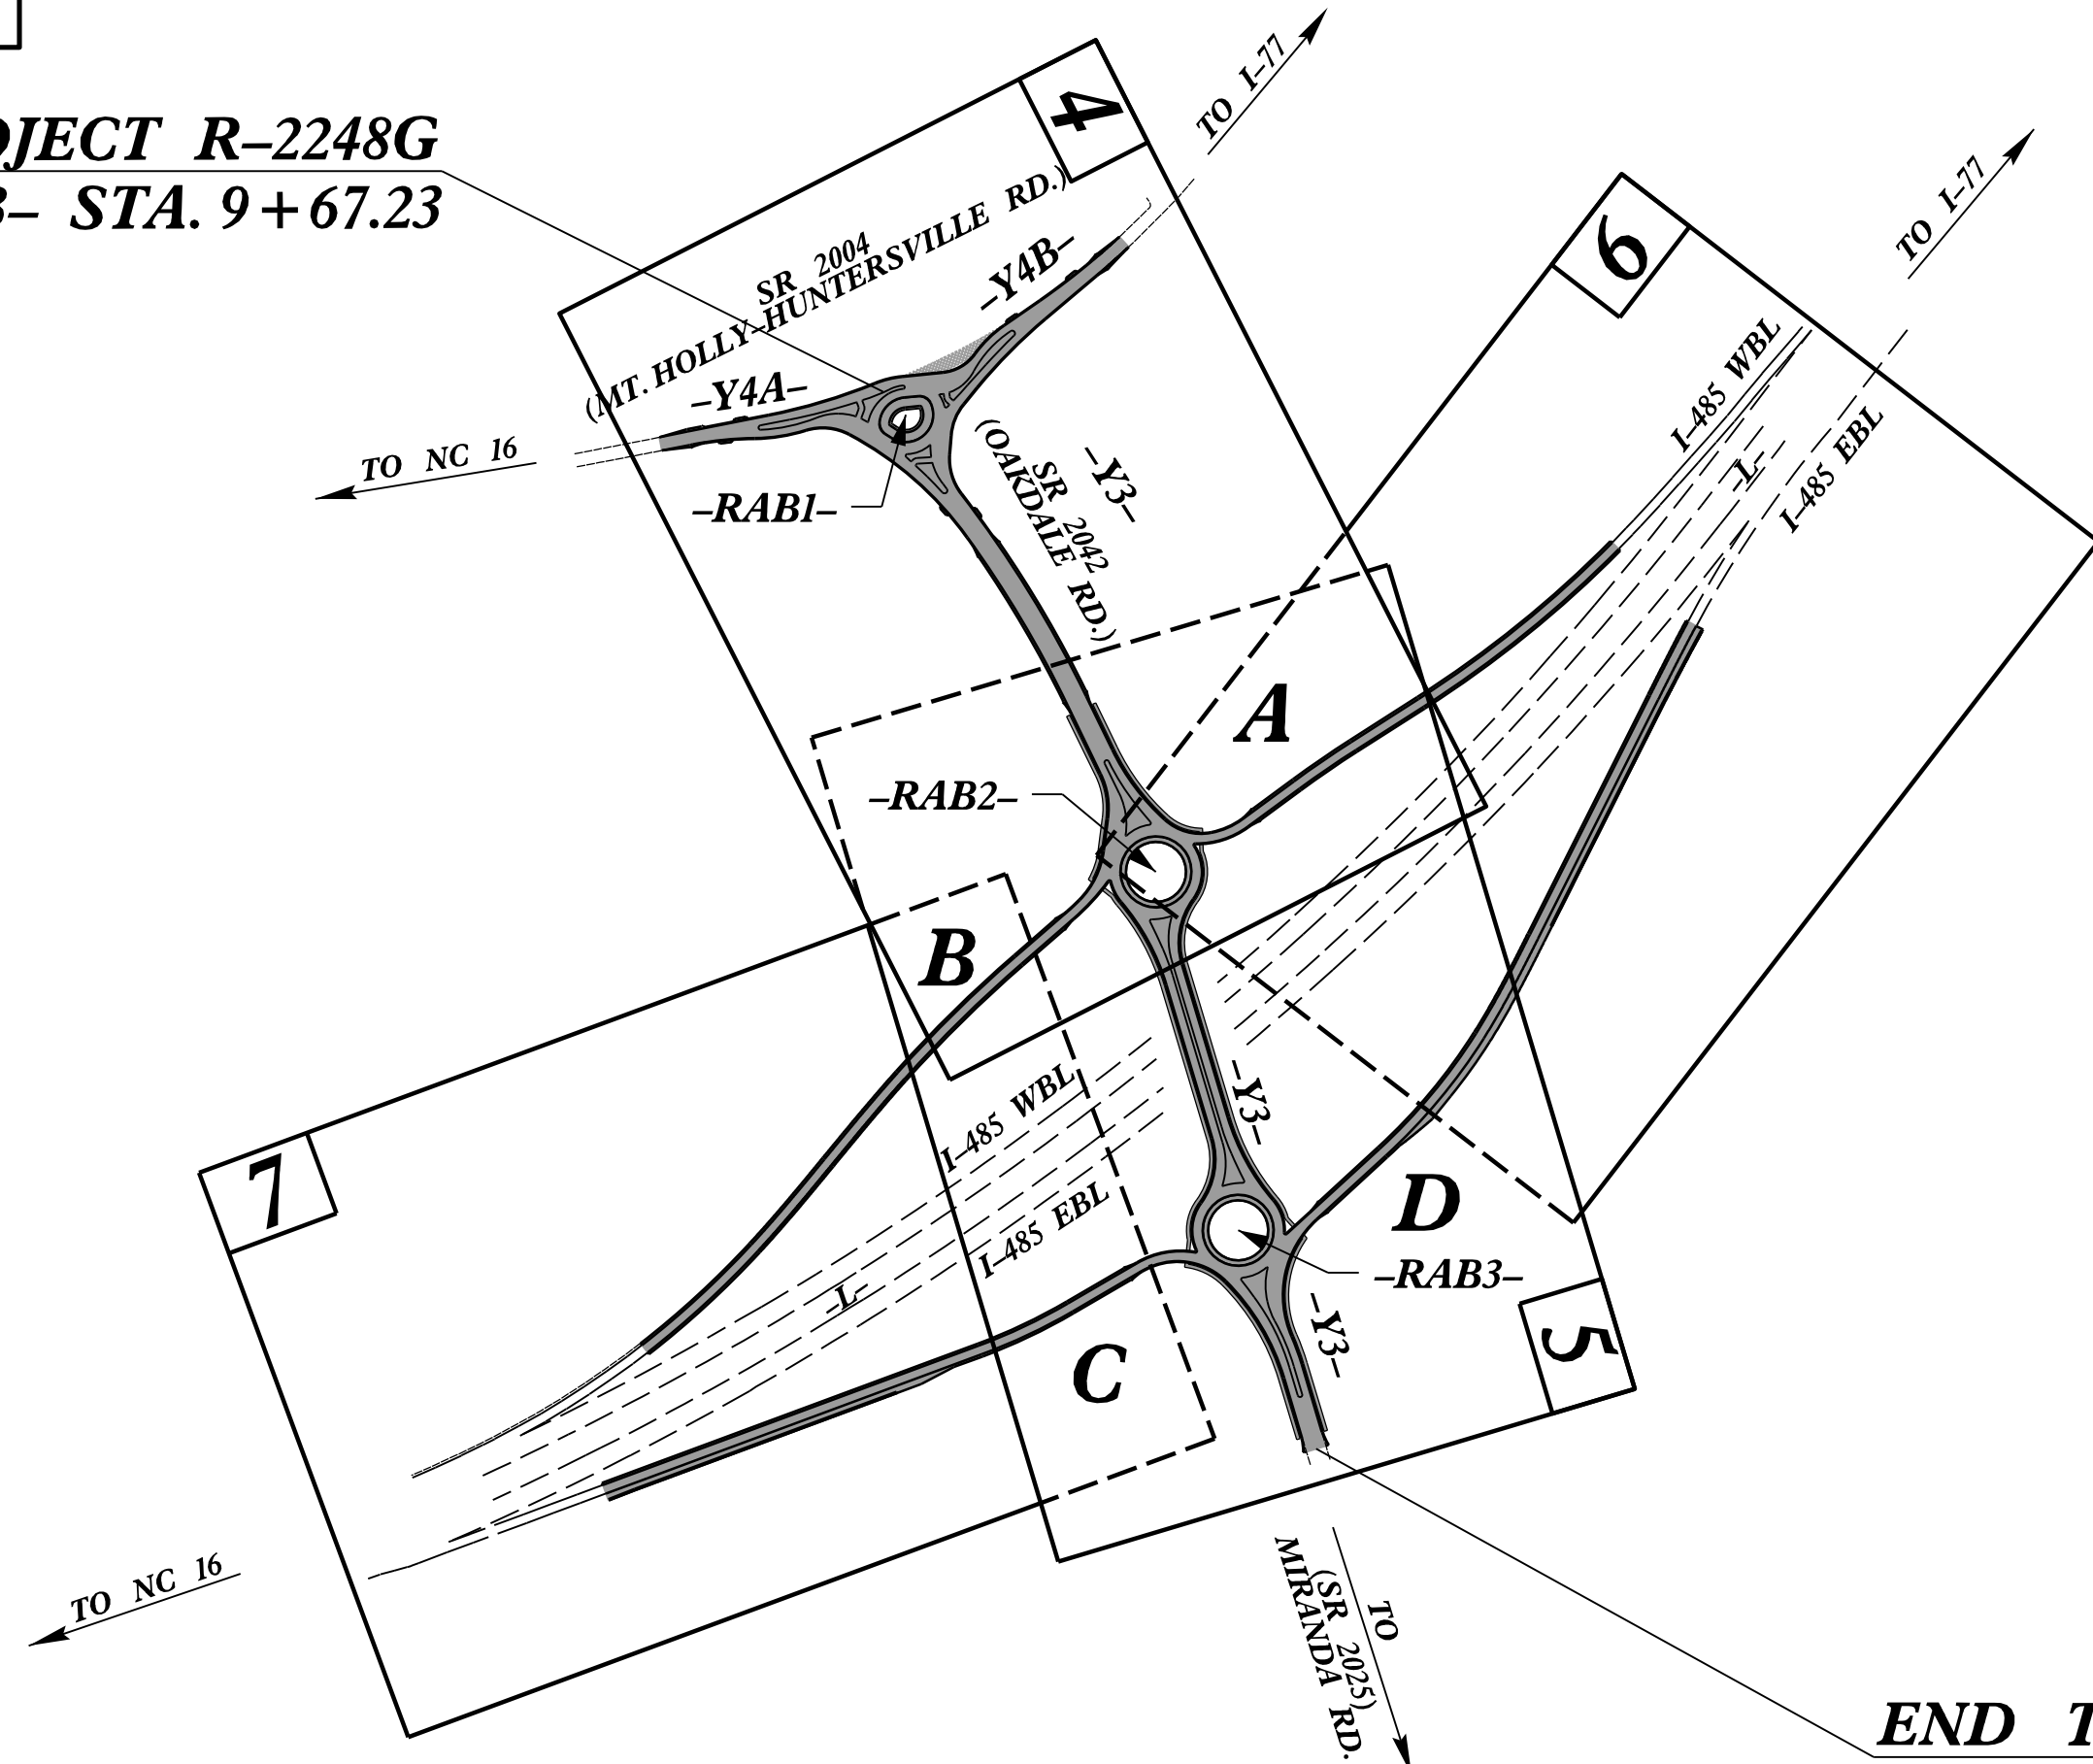 4
TO I-77
TO I-77
JECT R-2248G
- STA. 9+67.23
SR 2004
(MT. HOLLY-HUNTERSVILLE RD.)
-Y4B-
6
-Y4A-
I-485 WBL
-L-
I-485 EBL
TO NC 16
-RAB1-
-Y3-
SR 2042
(OAKDALE RD.)
A
-RAB2-
B
I-485 WBL
-Y3-
7
I-485 EBL
D
-L-
-RAB3-
-Y3-
5
C
TO NC 16
TO
(SR 2025)
MIRANDA RD.
END T